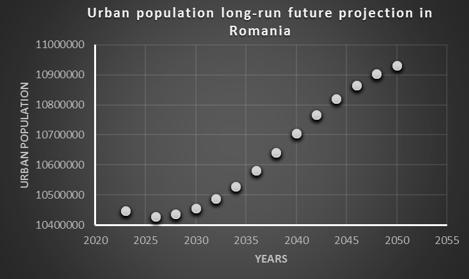 Urban population long-run future projection in
Romania
11000000
10900000
10800000
10700000
10600000
10500000
10400000
URBAN POPULATION
2020 2025 2030 2035 2040 2045 2050 2055
YEARS